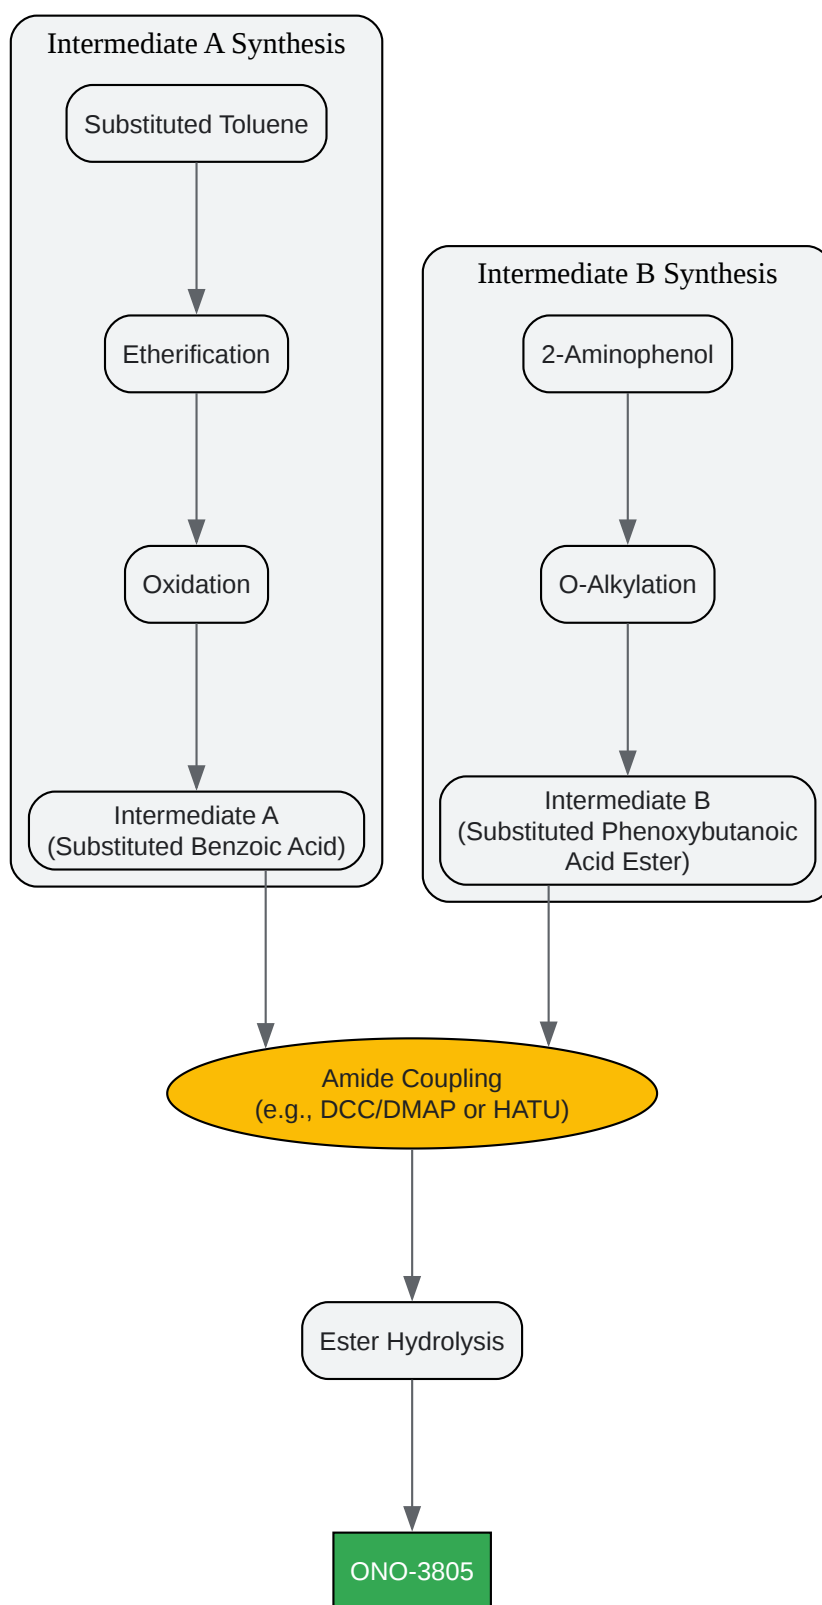 Intermediate A Synthesis
Substituted Toluene
Etherification
Oxidation
Intermediate A
(Substituted Benzoic Acid)
Intermediate B Synthesis
2-Aminophenol
O-Alkylation
Intermediate B
(Substituted Phenoxybutanoic
Acid Ester)
Amide Coupling
(e.g., DCC/DMAP or HATU)
Ester Hydrolysis
ONO-3805